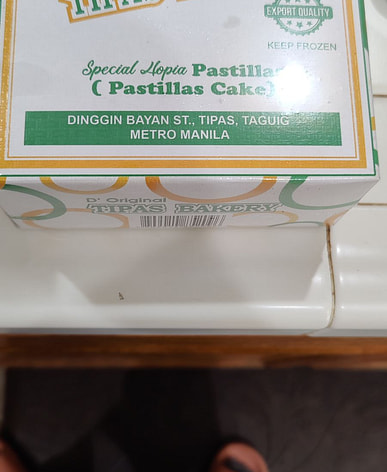 TIPAS
EXPORT QUALITY
KEEP FROZEN
Special Hopia Pastillas
( Pastillas Cake)
DINGGIN BAYAN ST., TIPAS, TAGUIG
METRO MANILA
D' Original
TIPAS BAKERY